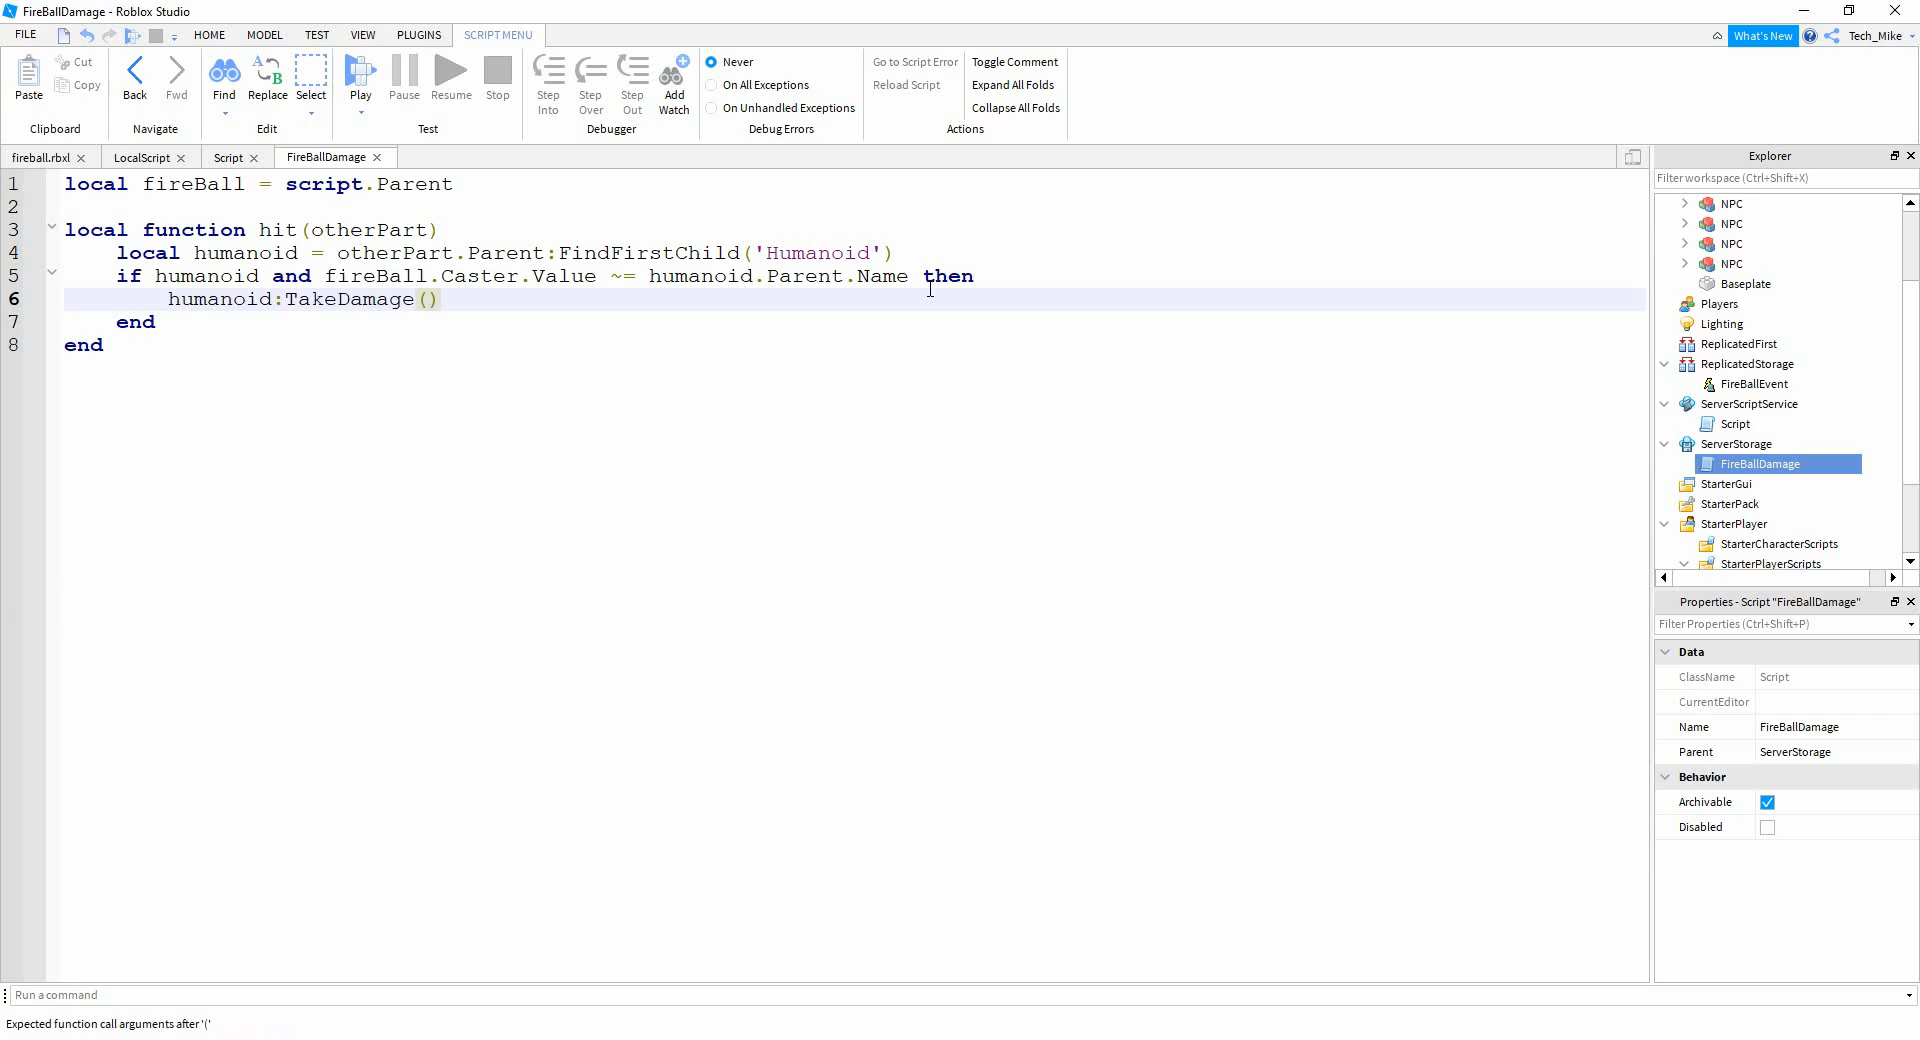 FireBallDamage - Roblox Studio
FILE HOME MODEL TEST VIEW PLUGINS SCRIPT MENU What's New Tech_Mike
Paste Cut Copy Back Fwd Find Replace Select Play Pause Resume Stop Step Into Step Over Step Out Add Watch
Never
On All Exceptions
On Unhandled Exceptions
Go to Script Error
Reload Script
Toggle Comment
Expand All Folds
Collapse All Folds
Clipboard Navigate Edit Test Debugger Debug Errors Actions
fireball.rbxl LocalScript Script FireBallDamage
1 local fireBall = script.Parent
2
3 local function hit(otherPart)
4 local humanoid = otherPart.Parent:FindFirstChild('Humanoid')
5 if humanoid and fireBall.Caster.Value ~= humanoid.Parent.Name then
6 humanoid:TakeDamage()
7 end
8 end
Explorer
Filter workspace (Ctrl+Shift+X)
NPC
NPC
NPC
NPC
Baseplate
Players
Lighting
ReplicatedFirst
ReplicatedStorage
FireBallEvent
ServerScriptService
Script
ServerStorage
FireBallDamage
StarterGui
StarterPack
StarterPlayer
StarterCharacterScripts
StarterPlayerScripts
Properties - Script "FireBallDamage"
Filter Properties (Ctrl+Shift+P)
Data
ClassName Script
CurrentEditor
Name FireBallDamage
Parent ServerStorage
Behavior
Archivable
Disabled
Run a command
Expected function call arguments after '('